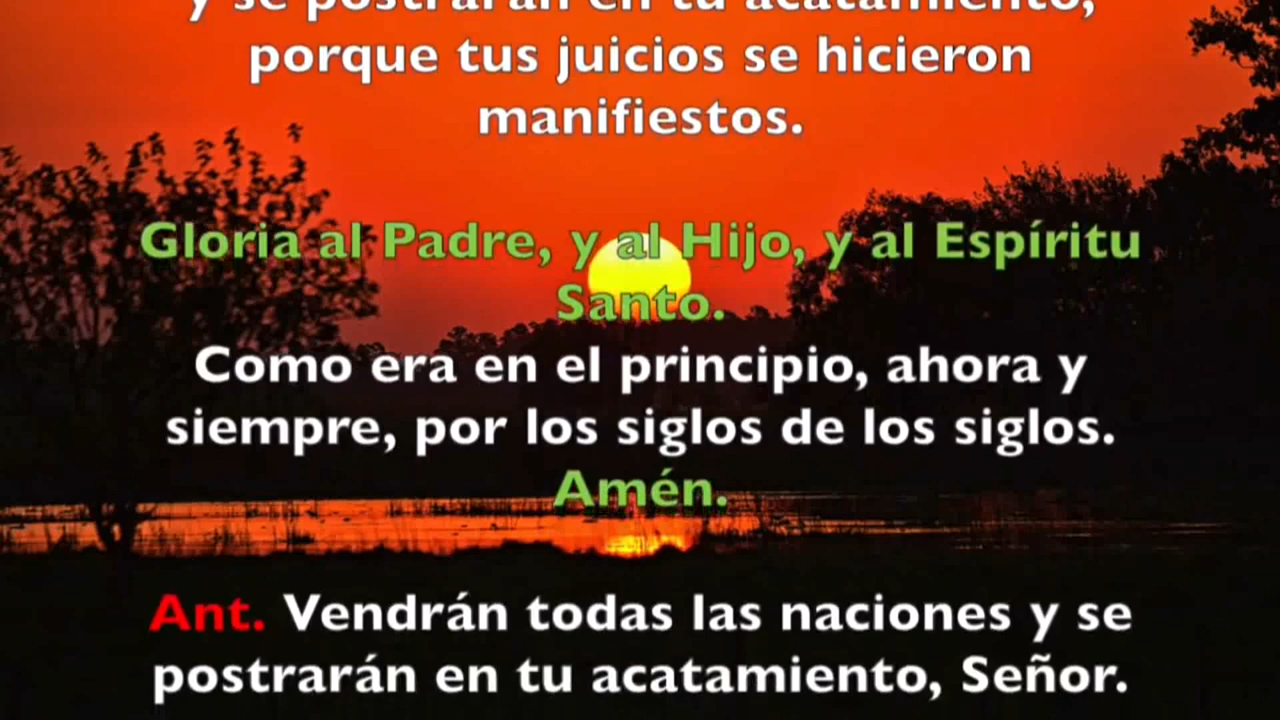 y se postrarán en tu acatamiento,
porque tus juicios se hicieron
manifiestos.
Gloria al Padre, y al Hijo, y al Espíritu
Santo.
Como era en el principio, ahora y
siempre, por los siglos de los siglos.
Amén.
Ant. Vendrán todas las naciones y se
postrarán en tu acatamiento, Señor.